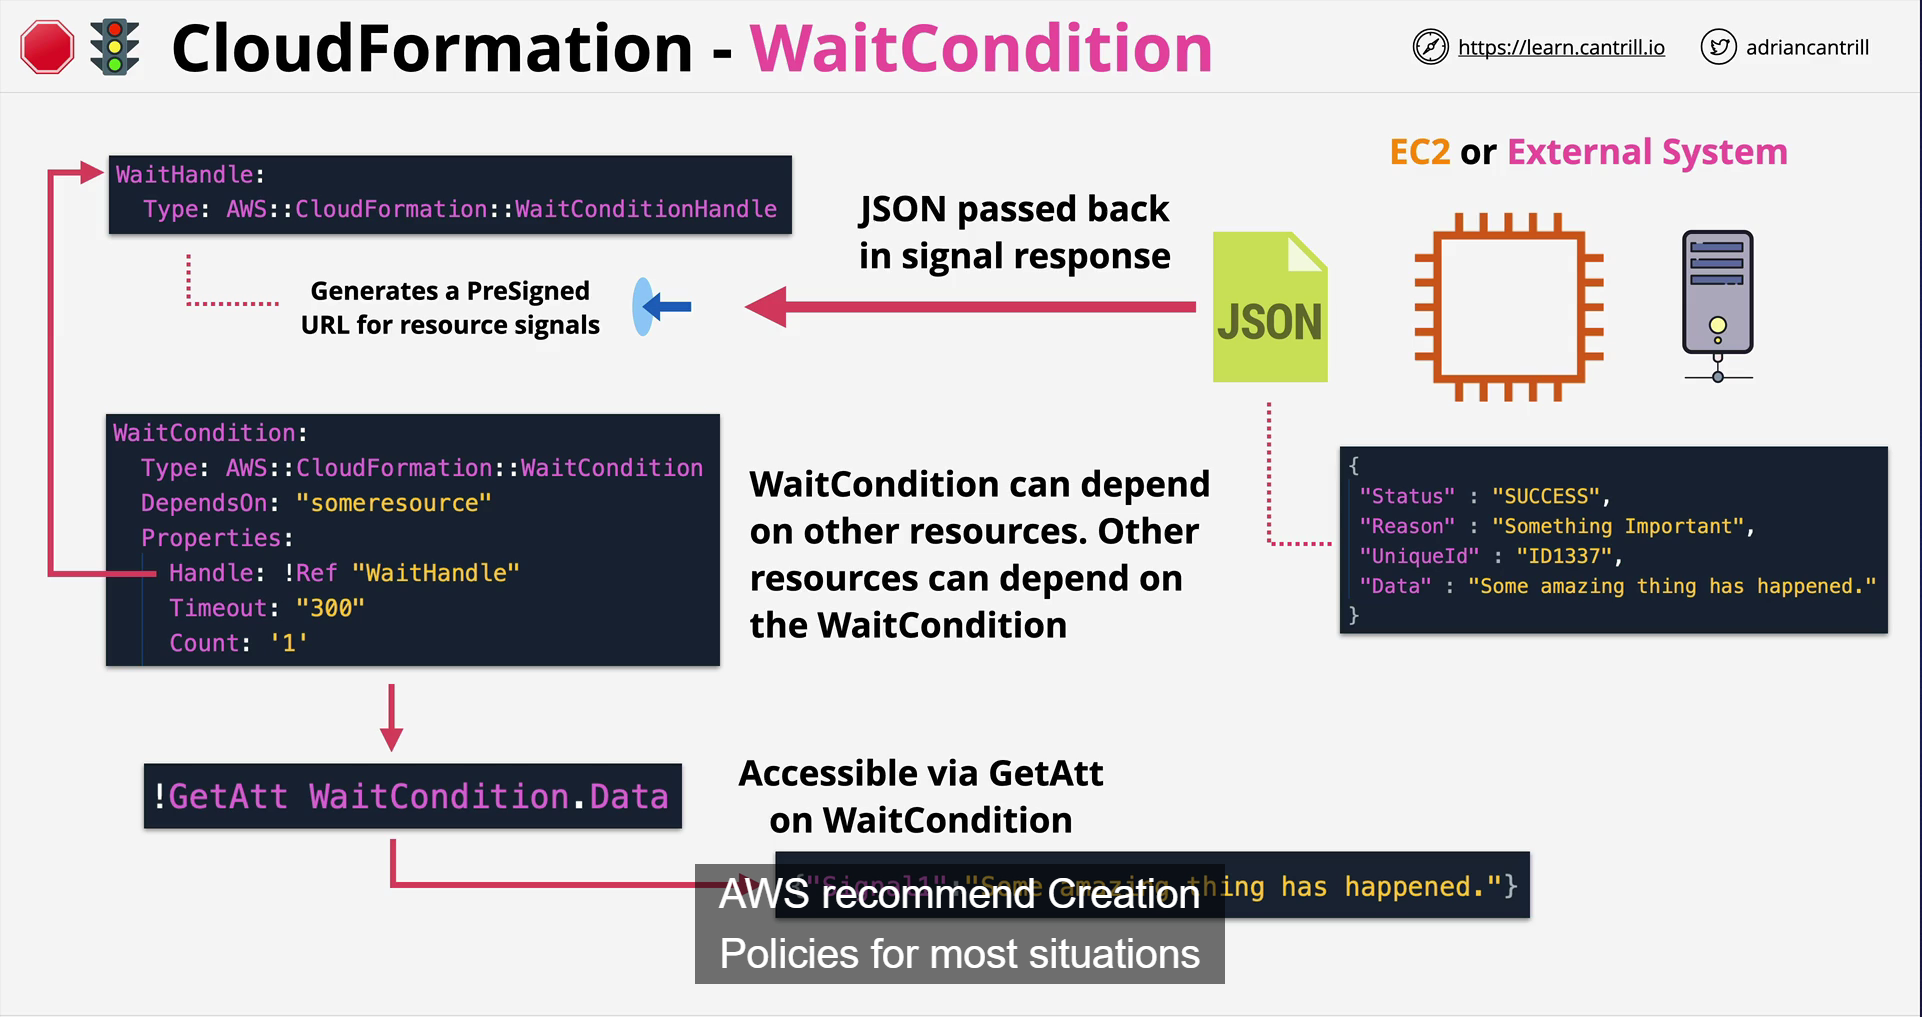 CloudFormation - WaitCondition
https://learn.cantrill.io
adriancantrill
WaitHandle:
Type: AWS::CloudFormation::WaitConditionHandle
Generates a PreSigned
URL for resource signals
JSON passed back
in signal response
JSON
EC2 or External System
WaitCondition:
Type: AWS::CloudFormation::WaitCondition
DependsOn: "someresource"
Properties:
Handle: !Ref "WaitHandle"
Timeout: "300"
Count: '1'
WaitCondition can depend
on other resources. Other
resources can depend on
the WaitCondition
{
"Status" : "SUCCESS",
"Reason" : "Something Important",
"UniqueId" : "ID1337",
"Data" : "Some amazing thing has happened."
}
!GetAtt WaitCondition.Data
Accessible via GetAtt
on WaitCondition
{"Signal1":"Some amazing thing has happened."}
AWS recommend Creation
Policies for most situations